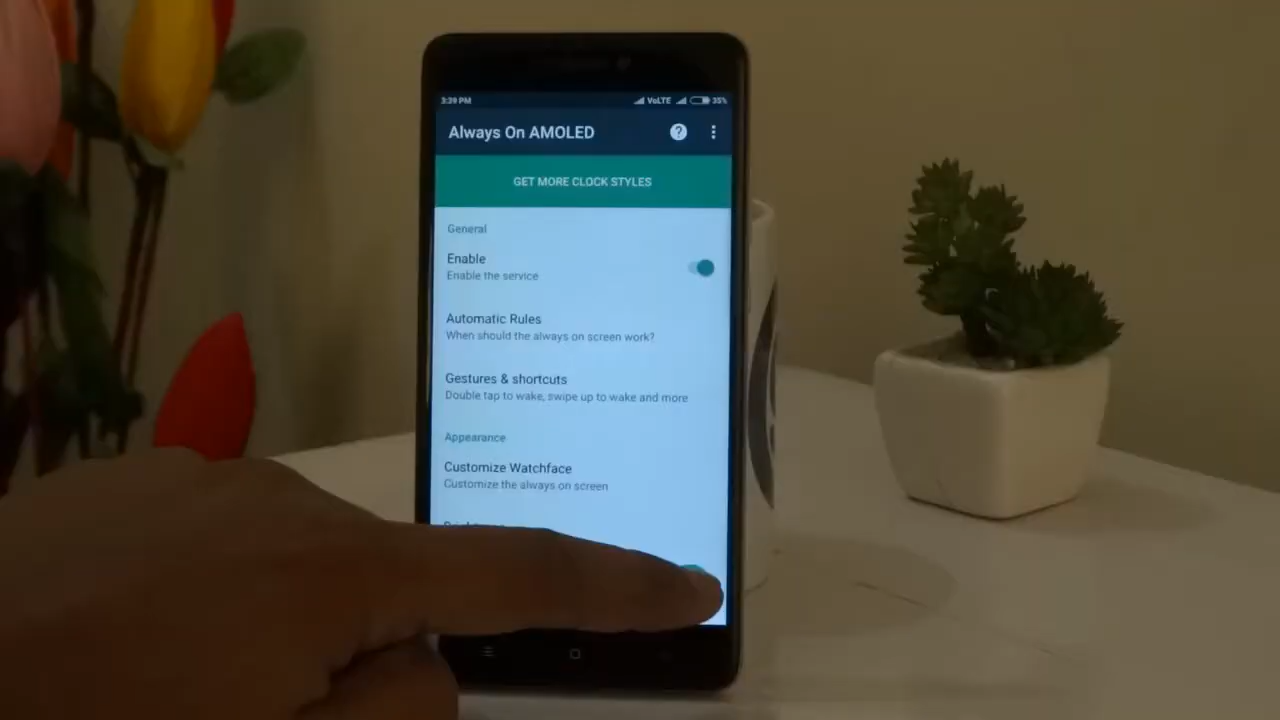 3:39 PM
VoLTE
35%
Always On AMOLED
GET MORE CLOCK STYLES
General
Enable
Enable the service
Automatic Rules
When should the always on screen work?
Gestures & shortcuts
Double tap to wake, swipe up to wake and more
Appearance
Customize Watchface
Customize the always on screen